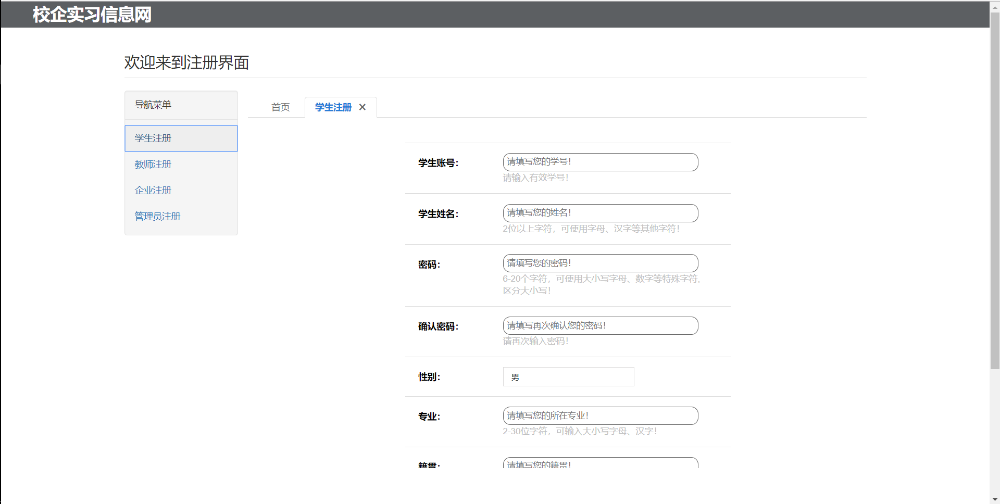 校企实习信息网
欢迎来到注册界面
导航菜单
学生注册
教师注册
企业注册
管理员注册
首页
学生注册 ×
学生账号：
请填写您的学号！
请输入有效学号！
学生姓名：
请填写您的姓名！
2位以上字符，可使用字母、汉字等其他字符！
密码：
请填写您的密码！
6-20个字符，可使用大小写字母、数字等特殊字符,
区分大小写！
确认密码：
请填写再次确认您的密码！
请再次输入密码！
性别：
男
专业：
请填写您的所在专业！
2-30位字符，可输入大小写字母、汉字！
籍贯：
请填写您的籍贯！